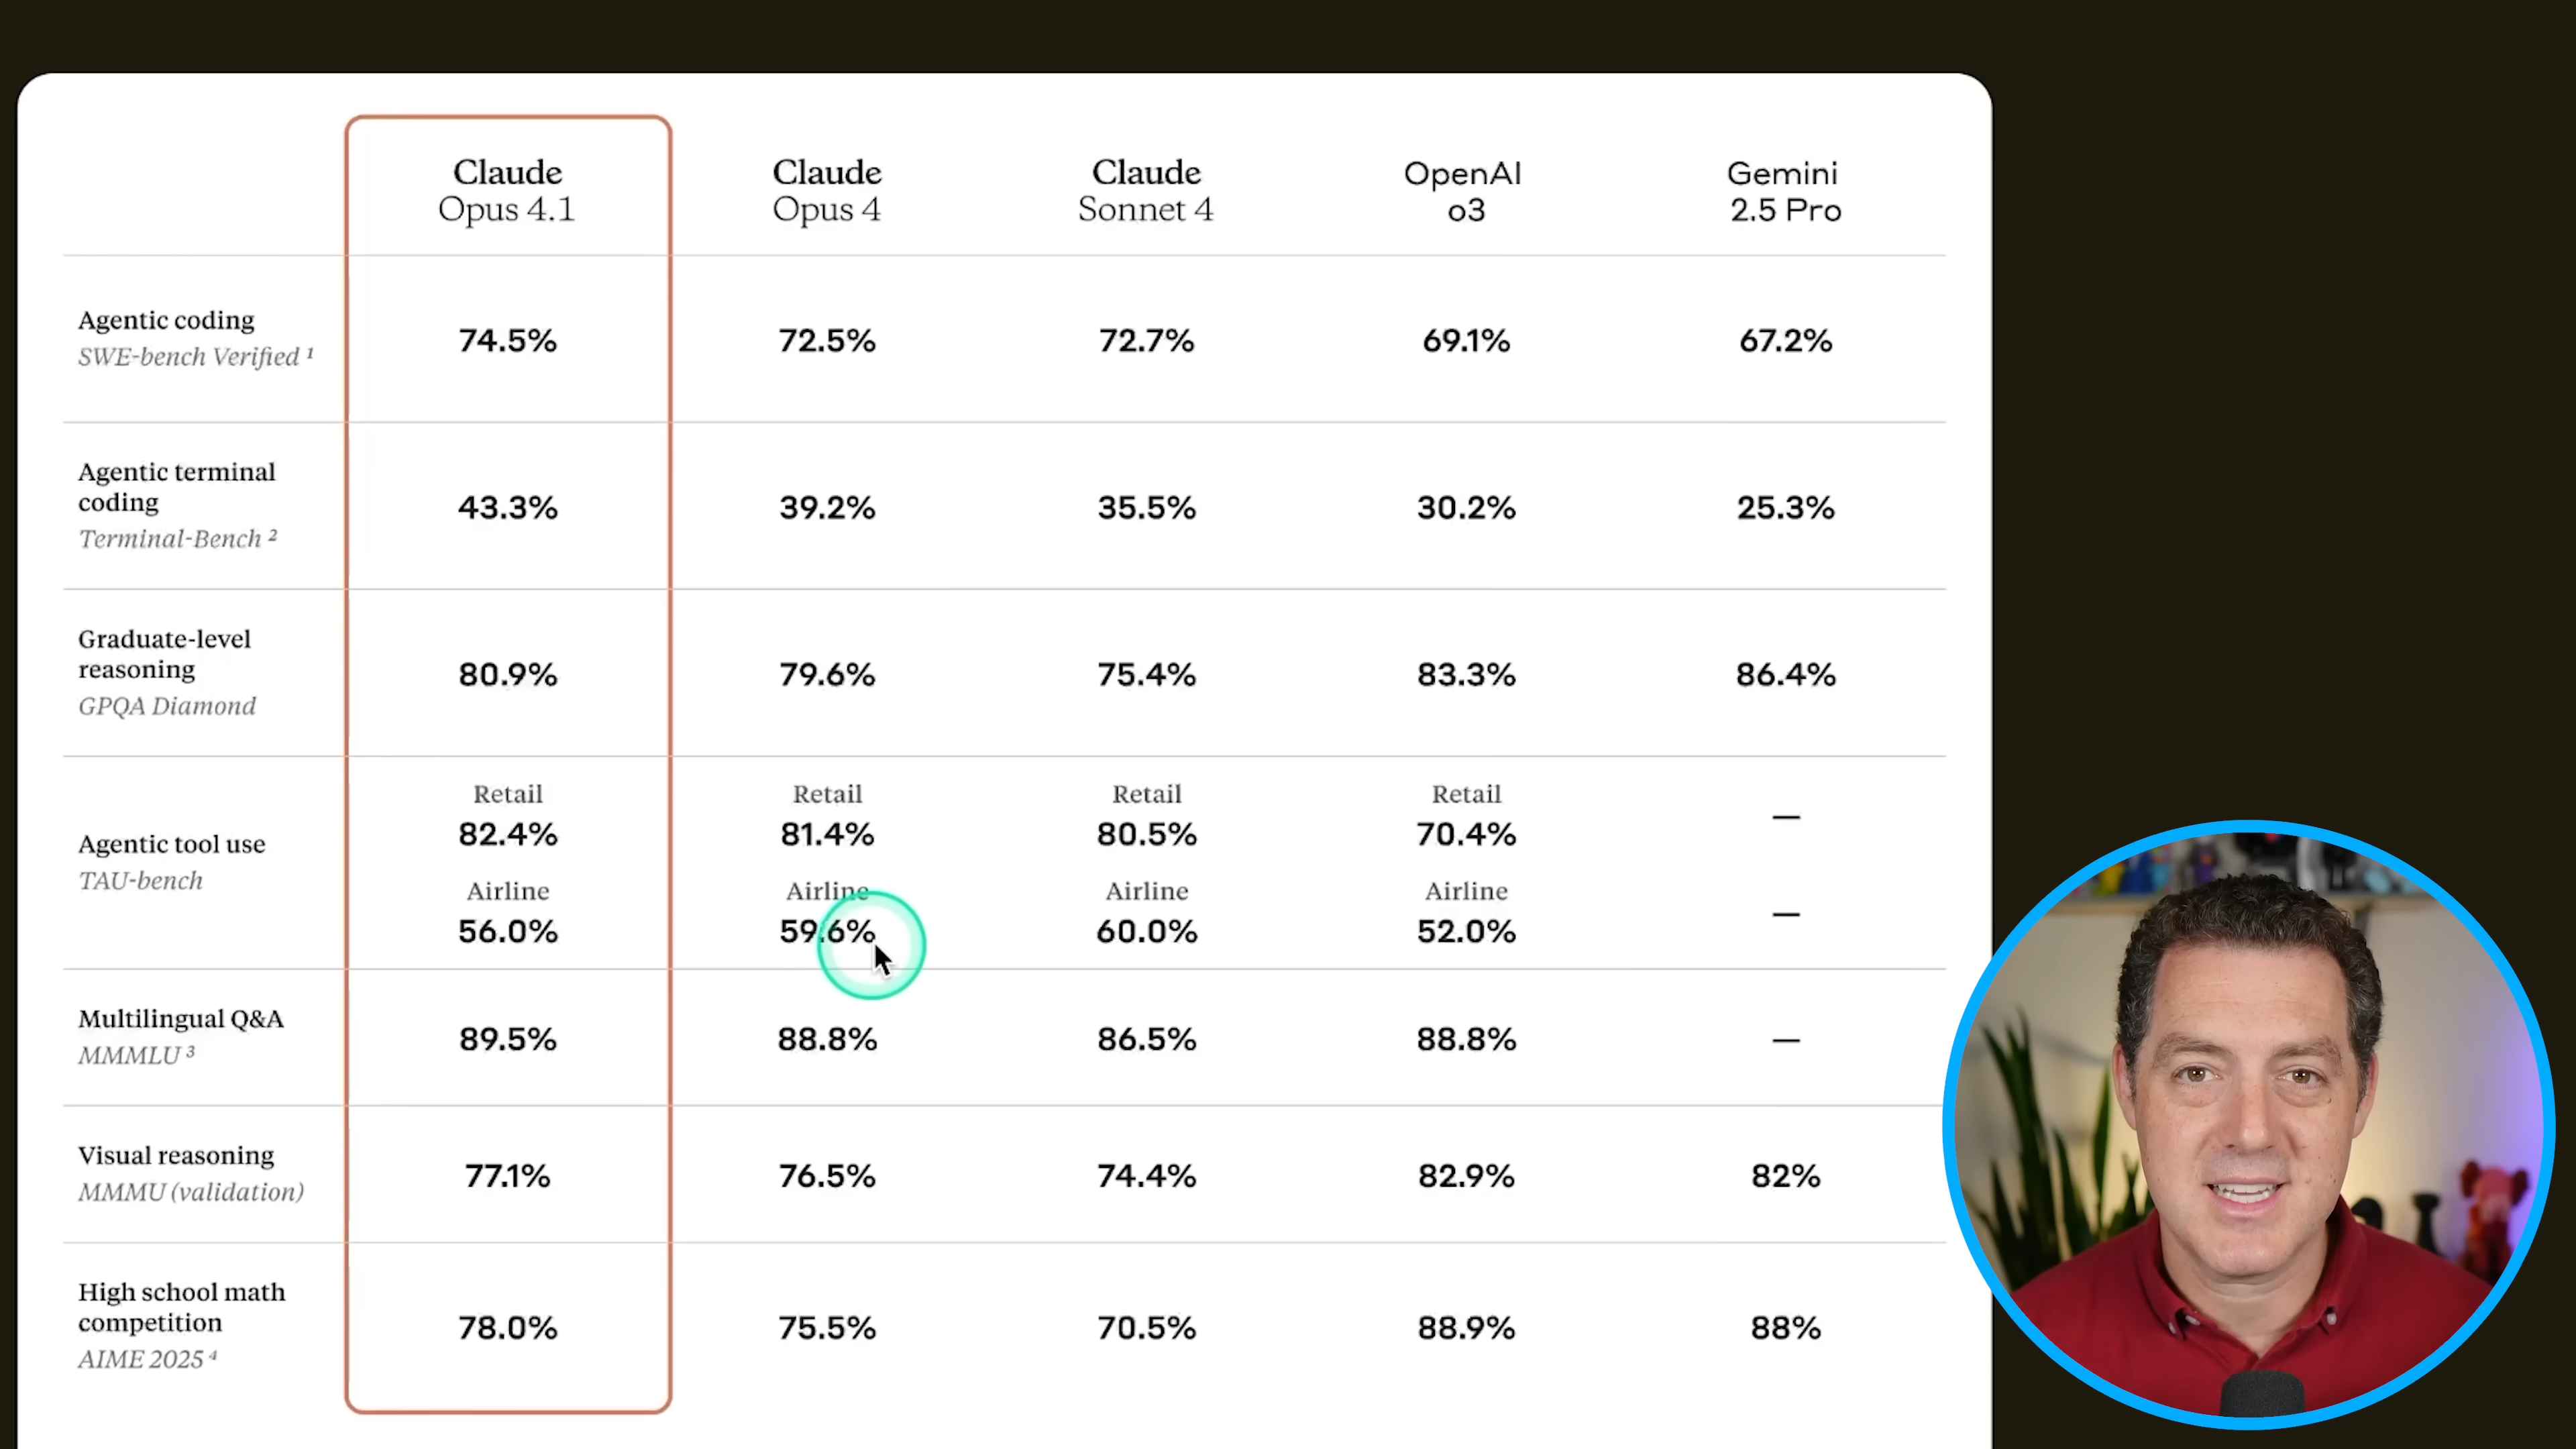 Claude
Opus 4.1
Claude
Opus 4
Claude
Sonnet 4
OpenAI
o3
Gemini
2.5 Pro
Agentic coding
SWE-bench Verified ¹
74.5%
72.5%
72.7%
69.1%
67.2%
Agentic terminal
coding
Terminal-Bench ²
43.3%
39.2%
35.5%
30.2%
25.3%
Graduate-level
reasoning
GPQA Diamond
80.9%
79.6%
75.4%
83.3%
86.4%
Agentic tool use
TAU-bench
Retail
82.4%
Airline
56.0%
Retail
81.4%
Airline
59.6%
Retail
80.5%
Airline
60.0%
Retail
70.4%
Airline
52.0%
—
—
Multilingual Q&A
MMMLU ³
89.5%
88.8%
86.5%
88.8%
—
Visual reasoning
MMMU (validation)
77.1%
76.5%
74.4%
82.9%
82%
High school math
competition
AIME 2025 ⁴
78.0%
75.5%
70.5%
88.9%
88%